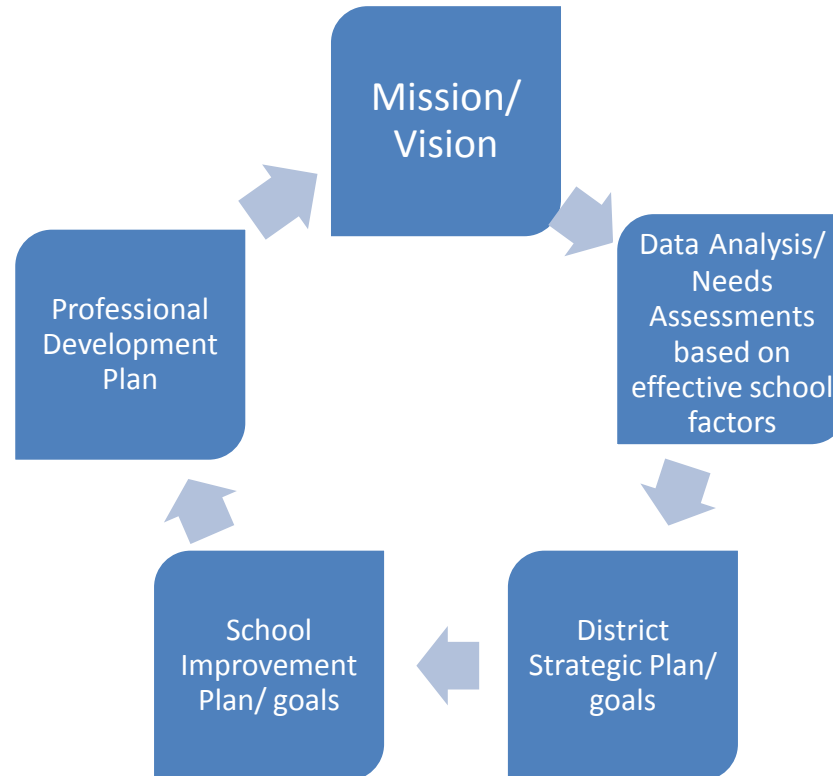 Mission/
Vision
Data Analysis/
Needs
Assessments
based on
effective school
factors
District
Strategic Plan/
goals
School
Improvement
Plan/ goals
Professional
Development
Plan